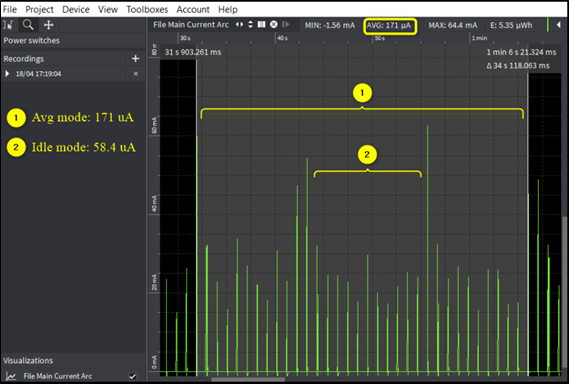 File Project Device View Toolboxes Account Help
File Main Current Arc MIN: -1.56 mA AVG: 171 µA MAX: 64.4 mA E: 5.35 µWh
Power switches
Recordings +
18/04 17:19:04 ×
1 Avg mode: 171 uA
2 Idle mode: 58.4 uA
30 s 40 s 50 s 1 min
31 s 903.261 ms 1 min 6 s 21.324 ms
Δ 34 s 118.063 ms
80 m
60 mA
40 mA
20 mA
0 mA
1
2
Visualizations
File Main Current Arc